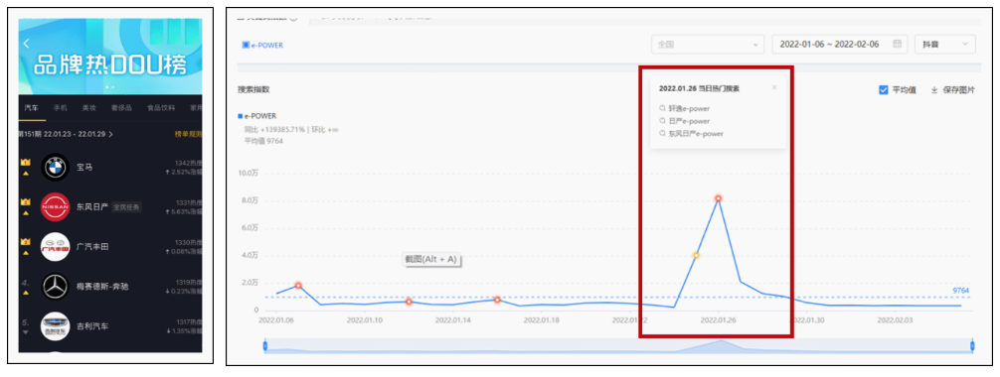 品牌热DOU榜
汽车 手机 美妆 奢侈品 食品饮料
第151期 22.01.23 - 22.01.29 > 榜单规则
宝马
1342热度
↑2.92%涨幅
NISSAN 东风日产 全民任务
1331热度
↑5.63%涨幅
广汽丰田 广汽丰田
1330热度
↑0.08%涨幅
4. 梅赛德斯-奔驰
1319热度
↓0.23%涨幅
5. 吉利汽车
1317热度
↓1.35%涨幅
e-POWER
全国
2022-01-06 ~ 2022-02-06
抖音
搜索指数
平均值
保存图片
e-POWER
同比 +139385.71% | 环比 +∞
平均值 9764
2022.01.26 当日热门搜索 ×
轩逸e-power
日产e-power
东风日产e-power
10.0万
8.0万
6.0万
4.0万
2.0万
0
截图(Alt + A)
9764
2022.01.06 2022.01.10 2022.01.14 2022.01.18 2022.01.22 2022.01.26 2022.01.30 2022.02.03